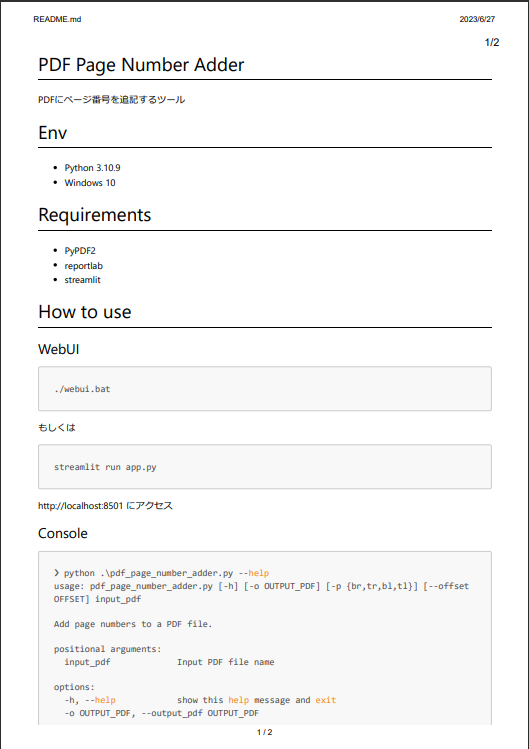 README.md
2023/6/27
1/2
PDF Page Number Adder
PDFにページ番号を追記するツール
Env
• Python 3.10.9
• Windows 10
Requirements
• PyPDF2
• reportlab
• streamlit
How to use
WebUI
./webui.bat
もしくは
streamlit run app.py
http://localhost:8501 にアクセス
Console
❯ python .\pdf_page_number_adder.py --help
usage: pdf_page_number_adder.py [-h] [-o OUTPUT_PDF] [-p {br,tr,bl,tl}] [--offset
OFFSET] input_pdf
Add page numbers to a PDF file.
positional arguments:
input_pdf Input PDF file name
options:
-h, --help show this help message and exit
-o OUTPUT_PDF, --output_pdf OUTPUT_PDF
1 / 2